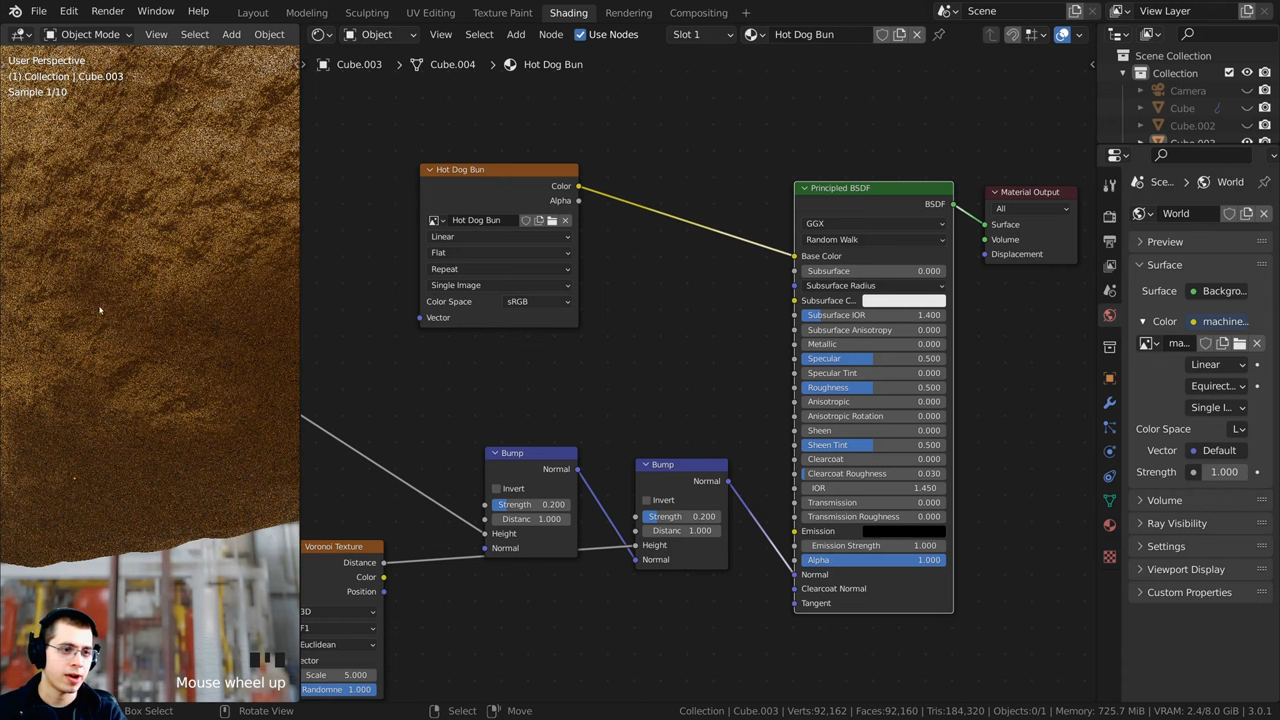 File Edit Render Window Help Layout Modeling Sculpting UV Editing Texture Paint Shading Rendering Compositing + Scene View Layer
Object Mode View Select Add Object Object View Select Add Node Use Nodes Slot 1 Hot Dog Bun
User Perspective
(1) Collection | Cube.003
Sample 1/10
Cube.003 > Cube.004 > Hot Dog Bun
Hot Dog Bun
Color
Alpha
Hot Dog Bun
Linear
Flat
Repeat
Single Image
Color Space sRGB
Vector
Bump
Normal
Invert
Strength 0.200
Distanc 1.000
Height
Normal
Bump
Normal
Invert
Strength 0.200
Distanc 1.000
Height
Normal
Voronoi Texture
Distance
Color
Position
3D
F1
Euclidean
Scale 5.000
Randomne 1.000
Principled BSDF
BSDF
GGX
Random Walk
Base Color
Subsurface 0.000
Subsurface Radius
Subsurface C...
Subsurface IOR 1.400
Subsurface Anisotropy 0.000
Metallic 0.000
Specular 0.500
Specular Tint 0.000
Roughness 0.500
Anisotropic 0.000
Anisotropic Rotation 0.000
Sheen 0.000
Sheen Tint 0.500
Clearcoat 0.000
Clearcoat Roughness 0.030
IOR 1.450
Transmission 0.000
Transmission Roughness 0.000
Emission
Emission Strength 1.000
Alpha 1.000
Normal
Clearcoat Normal
Tangent
Material Output
All
Surface
Volume
Displacement
Scene Collection
Collection
Camera
Cube
Cube.002
Sce... > World
World
Preview
Surface
Surface Backgro...
Color machine...
ma...
Linear
Equirect...
Single I...
Color Space L
Vector Default
Strength 1.000
Volume
Ray Visibility
Settings
Viewport Display
Custom Properties
Mouse wheel up
Box Select Rotate View Select Move Collection | Cube.003 | Verts:92,162 | Faces:92,160 | Tris:184,320 | Objects:0/1 | Memory: 725.7 MiB | VRAM: 2.4/8.0 GiB | 3.0.1